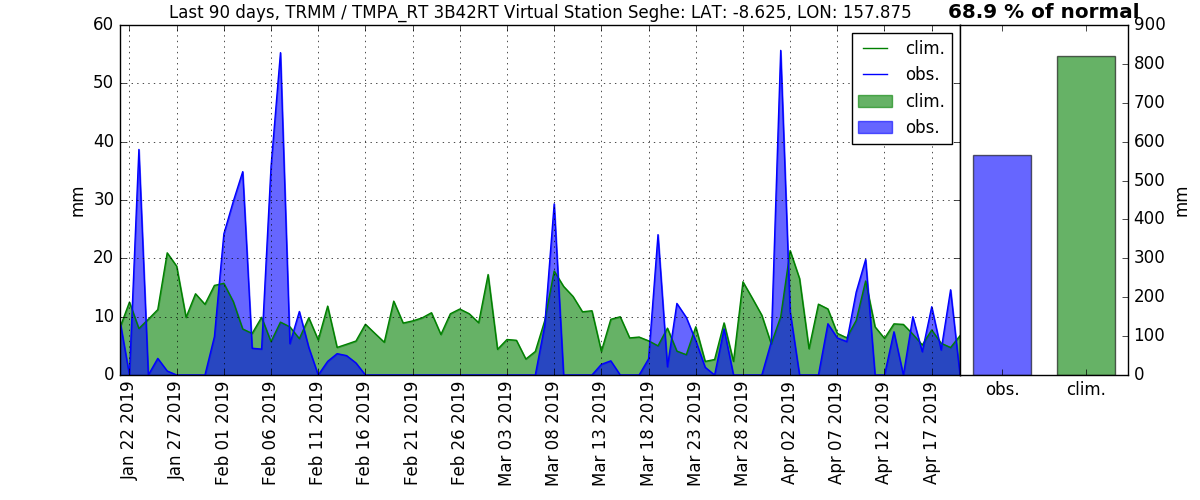 Last 90 days, TRMM / TMPA_RT 3B42RT Virtual Station Seghe: LAT: -8.625, LON: 157.875
68.9 % of normal
60
50
40
30
20
10
0
mm
clim.
obs.
clim.
obs.
900
800
700
600
500
400
300
200
100
0
mm
Jan 22 2019
Jan 27 2019
Feb 01 2019
Feb 06 2019
Feb 11 2019
Feb 16 2019
Feb 21 2019
Feb 26 2019
Mar 03 2019
Mar 08 2019
Mar 13 2019
Mar 18 2019
Mar 23 2019
Mar 28 2019
Apr 02 2019
Apr 07 2019
Apr 12 2019
Apr 17 2019
obs.
clim.